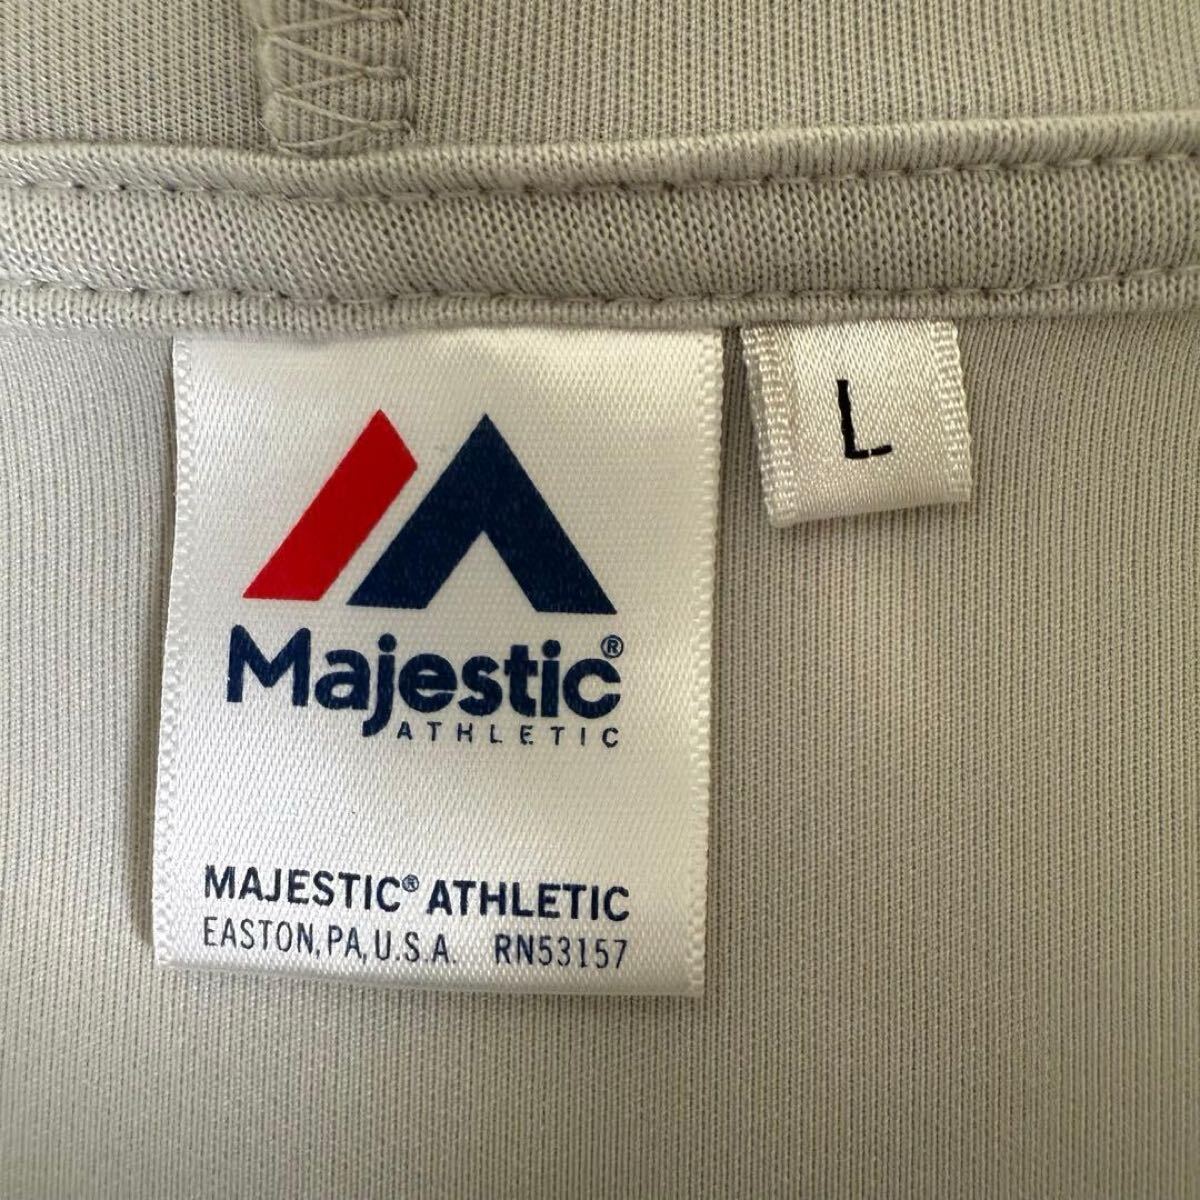 L
Majestic®
ATHLETIC
MAJESTIC® ATHLETIC
EASTON, PA, U.S.A. RN53157